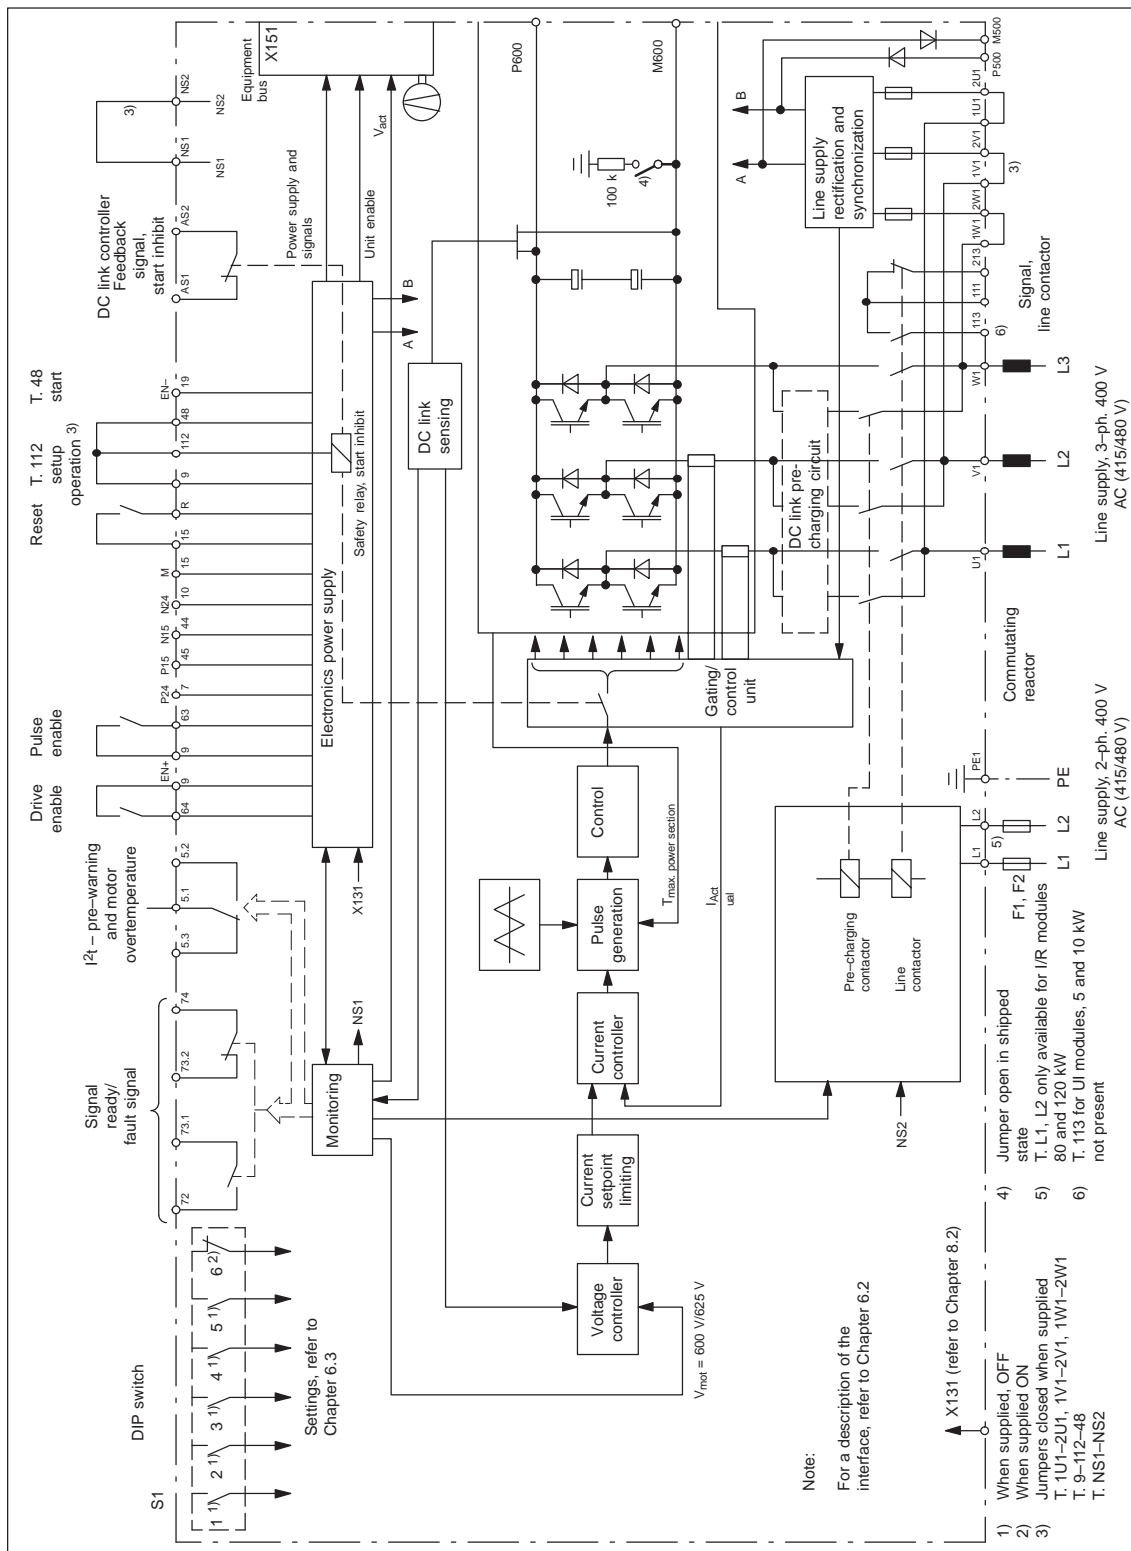 S1
DIP switch
1 1)
2 1)
3 1)
4 1)
5 1)
6 2)
Settings, refer to
Chapter 6.3
Signal
ready/
fault signal
72
73.1
73.2
74
I²t – pre–warning
and motor
overtemperature
5.3
5.1
5.2
Drive
enable
64
9
EN+
Pulse
enable
9
63
P24
7
P15
45
N15
44
N24
10
M
15
Reset
15
R
T. 112
setup
operation 3)
9
112
T. 48
start
48
19
EN–
DC link controller
Feedback
signal,
start inhibit
AS1
AS2
3)
NS1
NS1
NS2
NS2
Equipment
bus
X151
Power supply and
signals
Unit enable
Vact
Monitoring
NS1
X131
Electronics power supply
Safety relay, start inhibit
A
B
DC link
sensing
P600
M600
100 k
4)
Voltage
controller
Vmot = 600 V/625 V
Current
setpoint
limiting
Current
controller
Pulse
generation
Control
Tmax. power section
IAct
ual
Gating/
control
unit
DC link pre-
charging circuit
A
B
Line supply
rectification and
synchronization
M500
P500
2U1
1U1
2V1
1V1
2W1
1W1
3)
213
111
113
6)
Signal,
line contactor
W1
V1
U1
L3
L2
L1
Line supply, 3–ph. 400 V
AC (415/480 V)
Commutating
reactor
PE1
PE
L2
L1
5)
L2
L1
F1, F2
Line supply, 2–ph. 400 V
AC (415/480 V)
Pre–charging
contactor
Line
contactor
NS2
Note:
For a description of the
interface, refer to Chapter 6.2
X131 (refer to Chapter 8.2)
1) When supplied, OFF
2) When supplied ON
3) Jumpers closed when supplied
T. 1U1–2U1, 1V1–2V1, 1W1–2W1
T. 9–112–48
T. NS1–NS2
4) Jumper open in shipped
state
5) T. L1, L2 only available for I/R modules
80 and 120 kW
6) T. 113 for UI modules, 5 and 10 kW
not present